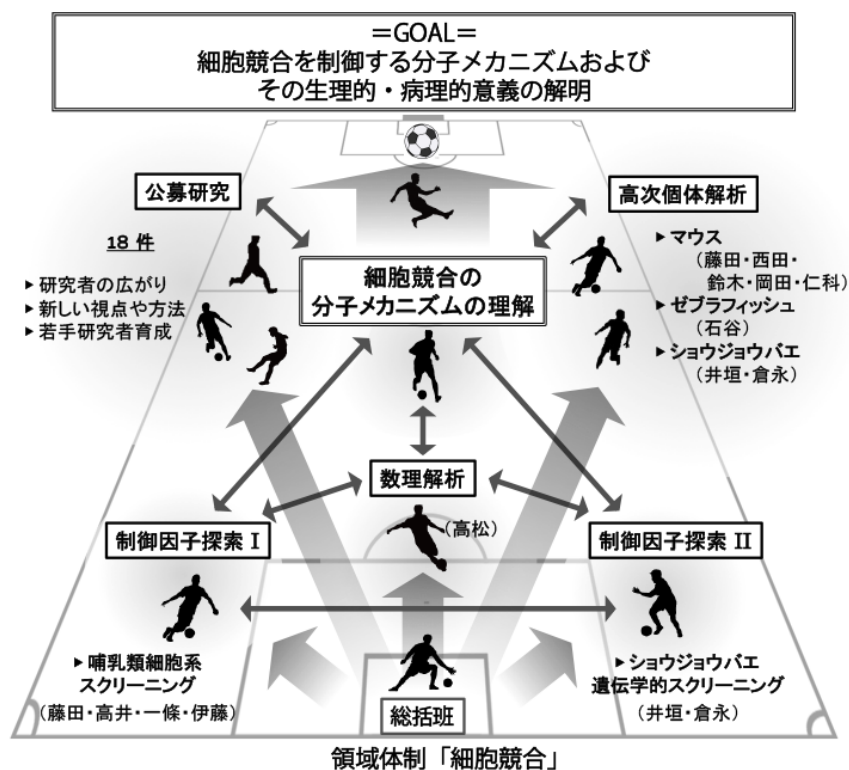 ＝GOAL＝
細胞競合を制御する分子メカニズムおよび
その生理的・病理的意義の解明
公募研究
18 件
▶ 研究者の広がり
▶ 新しい視点や方法
▶ 若手研究者育成
高次個体解析
▶ マウス
（藤田・西田・
鈴木・岡田・仁科）
▶ ゼブラフィッシュ
（石谷）
▶ ショウジョウバエ
（井垣・倉永）
細胞競合の
分子メカニズムの理解
数理解析
（高松）
制御因子探索 I
▶ 哺乳類細胞系
スクリーニング
（藤田・高井・一條・伊藤）
制御因子探索 II
▶ ショウジョウバエ
遺伝学的スクリーニング
（井垣・倉永）
総括班
領域体制「細胞競合」